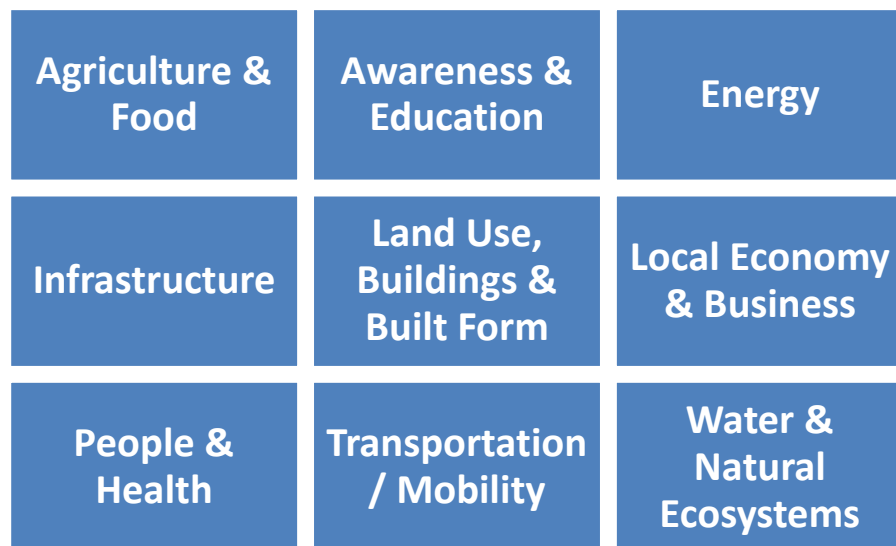 Agriculture &
Food
Awareness &
Education
Energy
Infrastructure
Land Use,
Buildings &
Built Form
Local Economy
& Business
People &
Health
Transportation
/ Mobility
Water &
Natural
Ecosystems